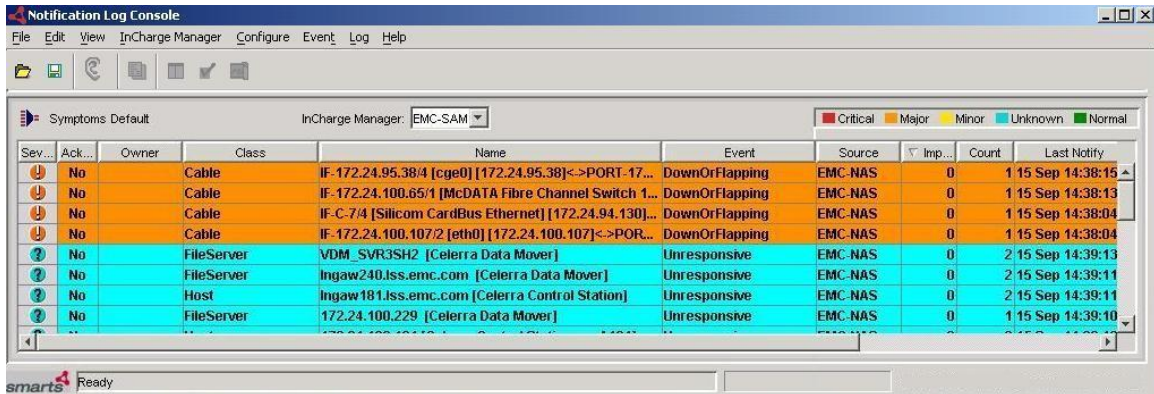 Notification Log Console
File Edit View InCharge Manager Configure Event Log Help
Symptoms Default InCharge Manager: EMC-SAM Critical Major Minor Unknown Normal
Sev... Ack... Owner Class Name Event Source Imp... Count Last Notify
No Cable IF-172.24.95.38/4 [cge0] [172.24.95.38]<->PORT-17... DownOrFlapping EMC-NAS 0 1 15 Sep 14:38:15
No Cable IF-172.24.100.65/1 [McDATA Fibre Channel Switch 1... DownOrFlapping EMC-NAS 0 1 15 Sep 14:38:13
No Cable IF-C-7/4 [Silicom CardBus Ethernet] [172.24.94.130]... DownOrFlapping EMC-NAS 0 1 15 Sep 14:38:04
No Cable IF-172.24.100.107/2 [eth0] [172.24.100.107]<->POR... DownOrFlapping EMC-NAS 0 1 15 Sep 14:38:04
No FileServer VDM_SVR3SH2 [Celerra Data Mover] Unresponsive EMC-NAS 0 2 15 Sep 14:39:13
No FileServer lngaw240.lss.emc.com [Celerra Data Mover] Unresponsive EMC-NAS 0 2 15 Sep 14:39:11
No Host lngaw181.lss.emc.com [Celerra Control Station] Unresponsive EMC-NAS 0 2 15 Sep 14:39:11
No FileServer 172.24.100.229 [Celerra Data Mover] Unresponsive EMC-NAS 0 1 15 Sep 14:39:10
smarts Ready